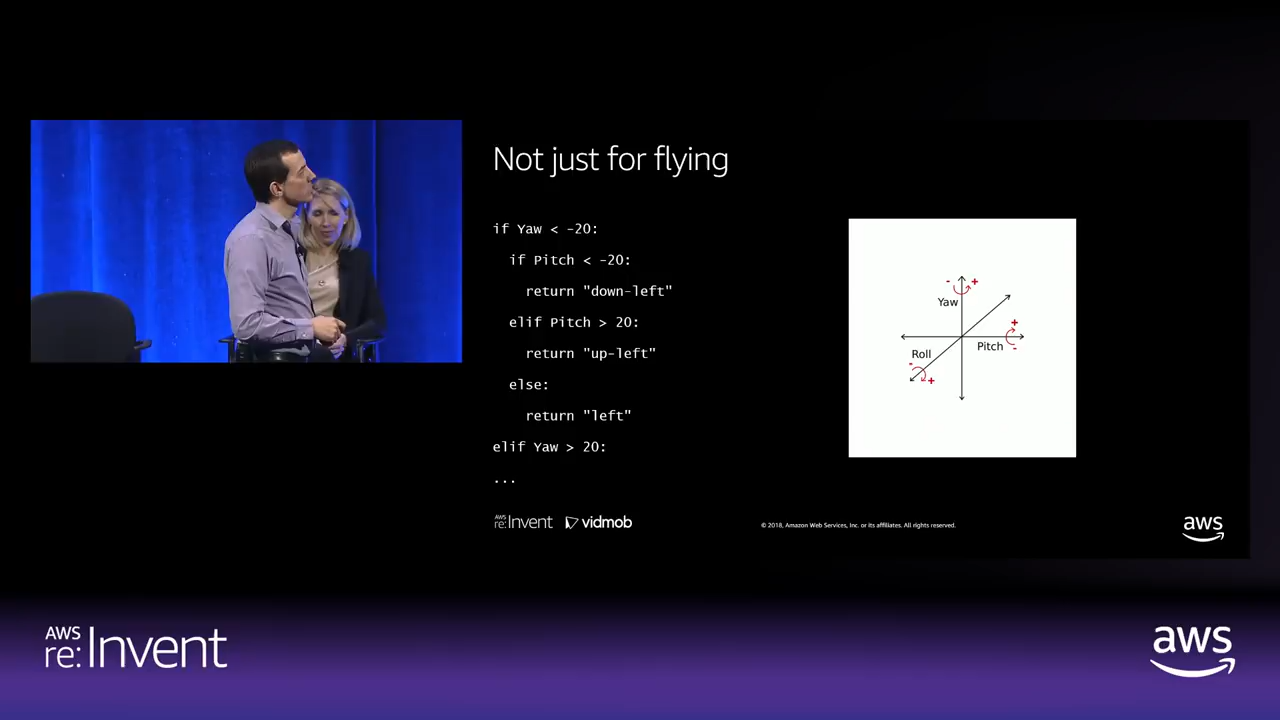 Not just for flying
if Yaw < -20:
if Pitch < -20:
return "down-left"
elif Pitch > 20:
return "up-left"
else:
return "left"
elif Yaw > 20:
...
- +
Yaw
+
Pitch
-
Roll
-
+
AWS
re:Invent
vidmob
© 2018, Amazon Web Services, Inc. or its affiliates. All rights reserved.
aws
AWS
re:Invent
aws